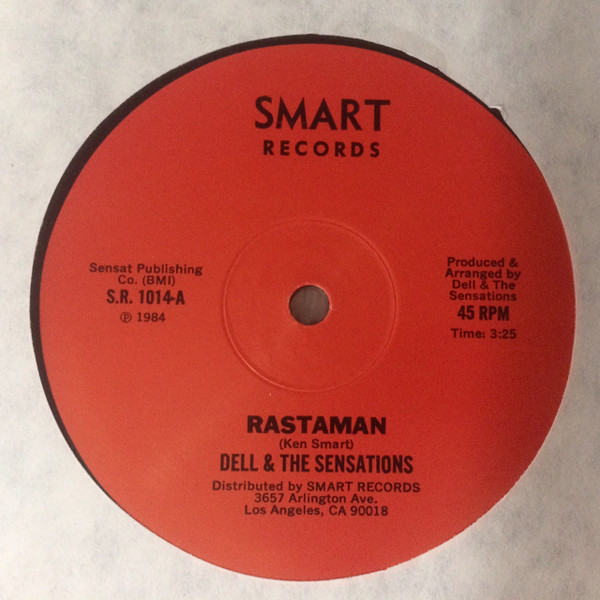 SMART
RECORDS
Sensat Publishing
Co. (BMI)
S.R. 1014-A
℗ 1984
Produced &
Arranged by
Dell & The
Sensations
45 RPM
Time: 3:25
RASTAMAN
(Ken Smart)
DELL & THE SENSATIONS
Distributed by SMART RECORDS
3657 Arlington Ave.
Los Angeles, CA 90018